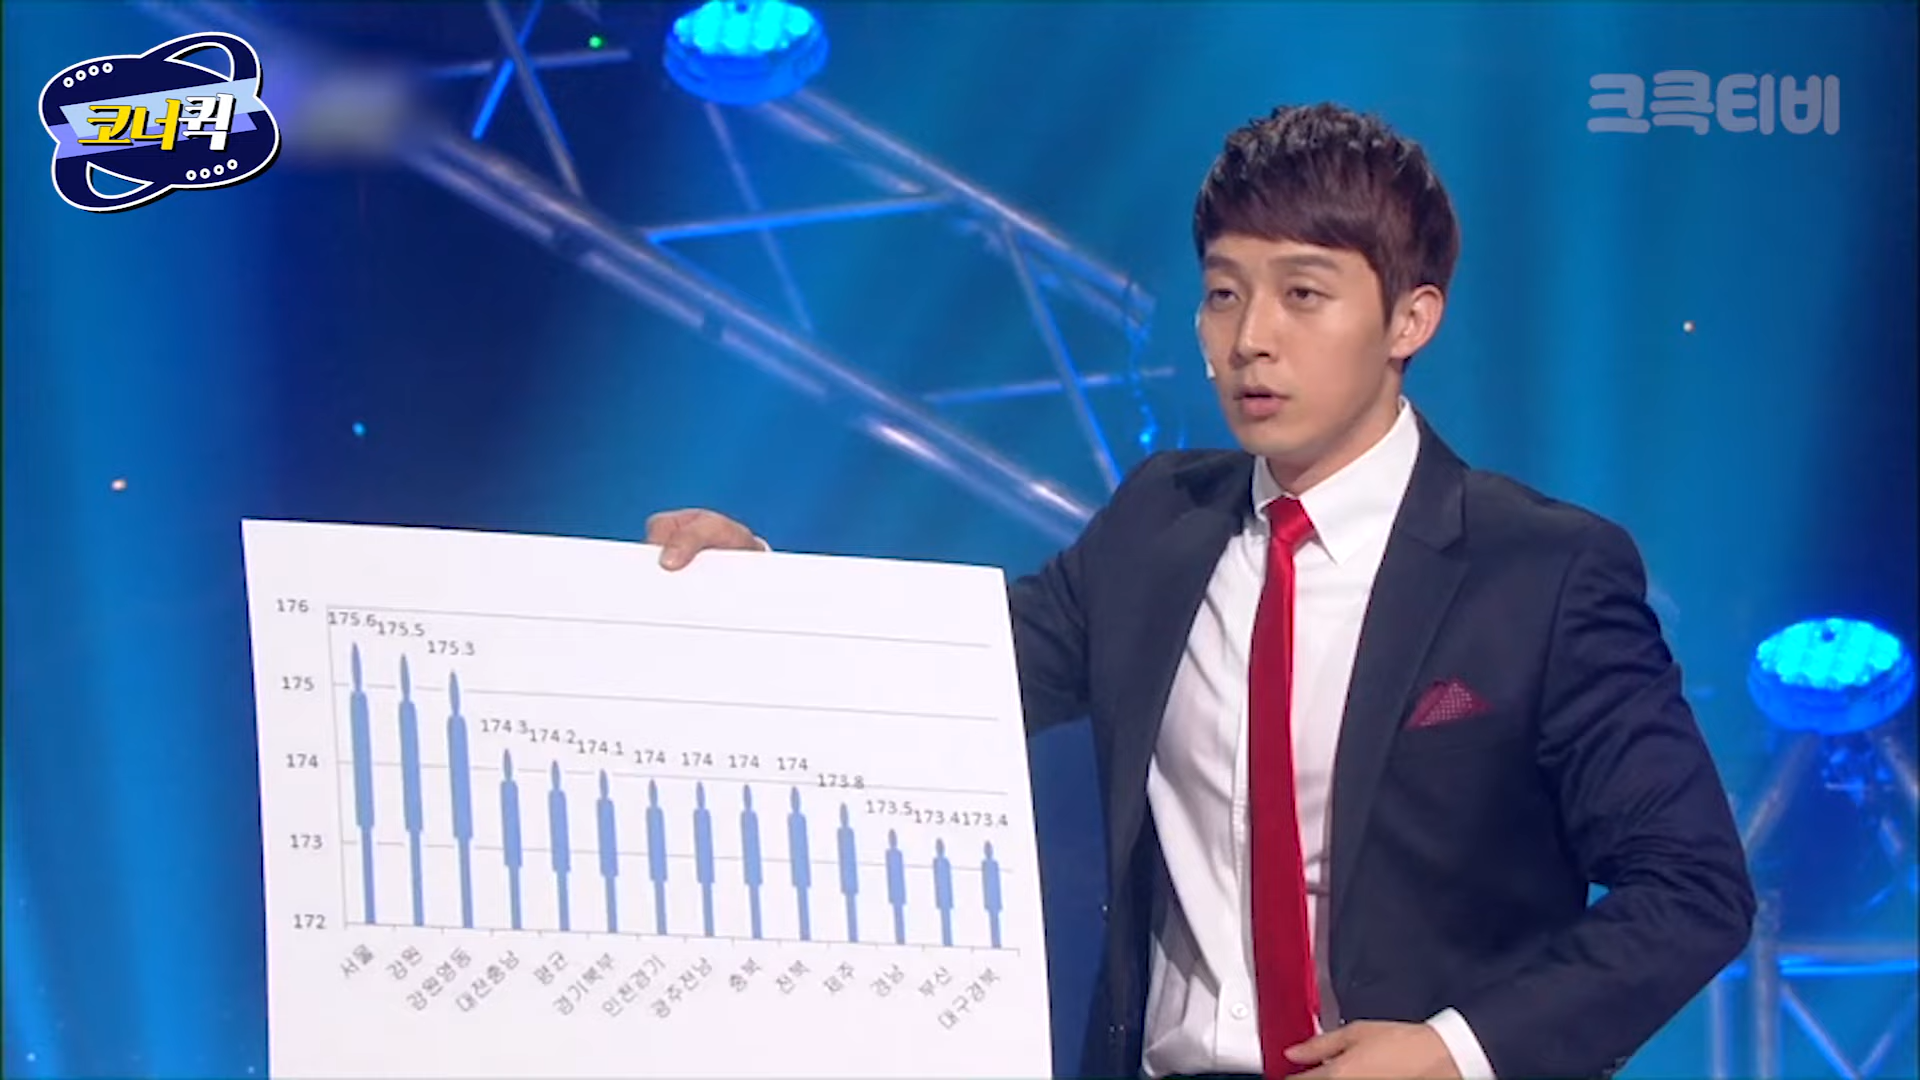 코너퀵
크큭티비
176
175
174
173
172
175.6 175.5 175.3 174.3 174.2 174.1 174 174 174 174 173.8 173.5 173.4 173.4
서울 강원 강원영동 대전충남 평균 경기북부 인천경기 광주전남 충북 전북 제주 경남 부산 대구경북